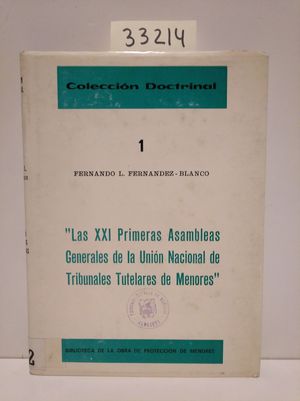 33214
Colección Doctrinal
1
FERNANDO L. FERNANDEZ-BLANCO
"Las XXI Primeras Asambleas
Generales de la Unión Nacional de
Tribunales Tutelares de Menores"
BIBLIOTECA DE LA OBRA DE PROTECCION DE MENORES
2